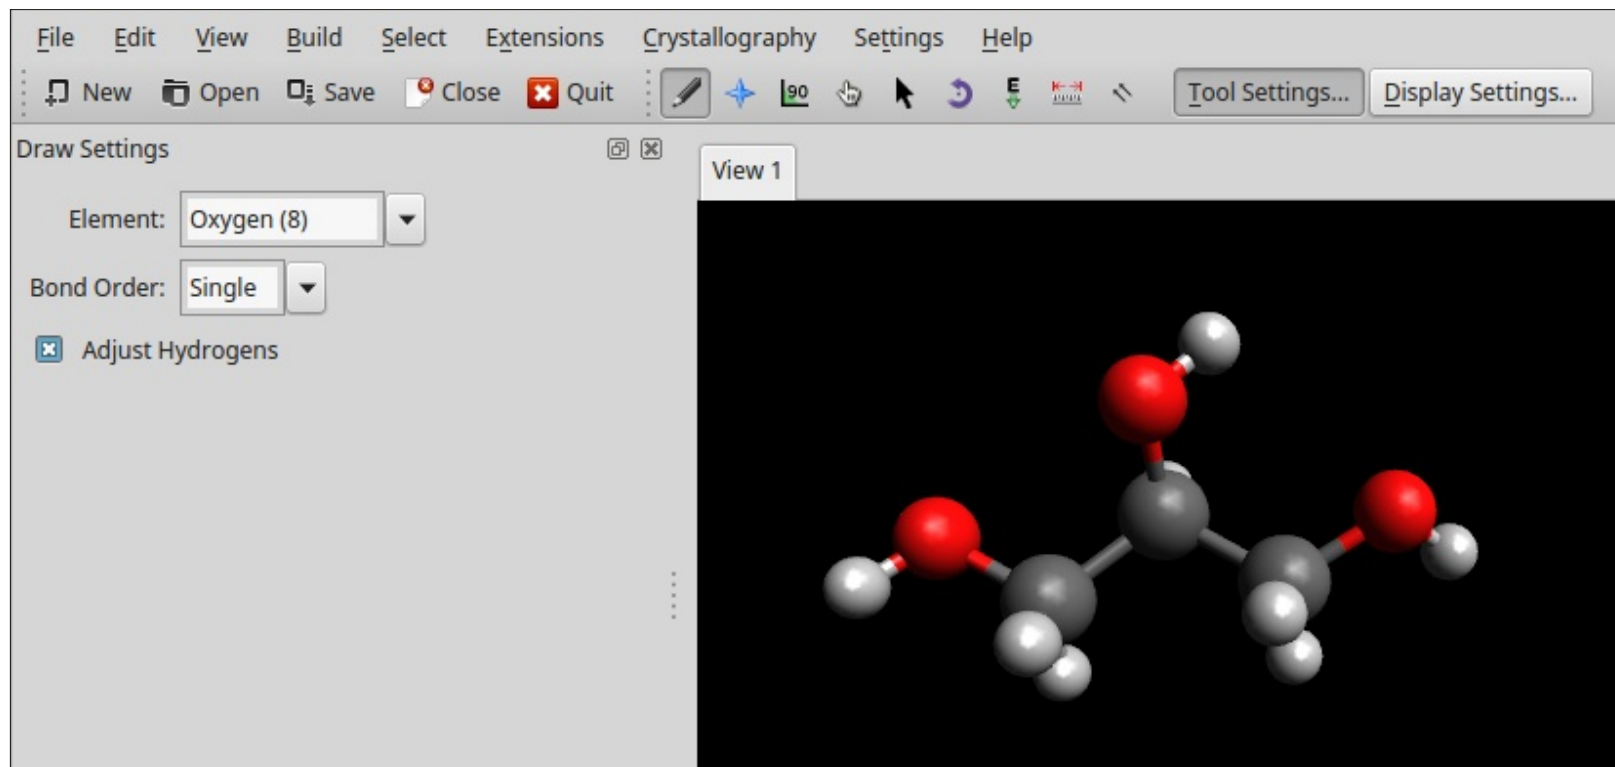 File Edit View Build Select Extensions Crystallography Settings Help
New Open Save Close Quit 90 E Tool Settings... Display Settings...
Draw Settings
View 1
Element: Oxygen (8)
Bond Order: Single
Adjust Hydrogens